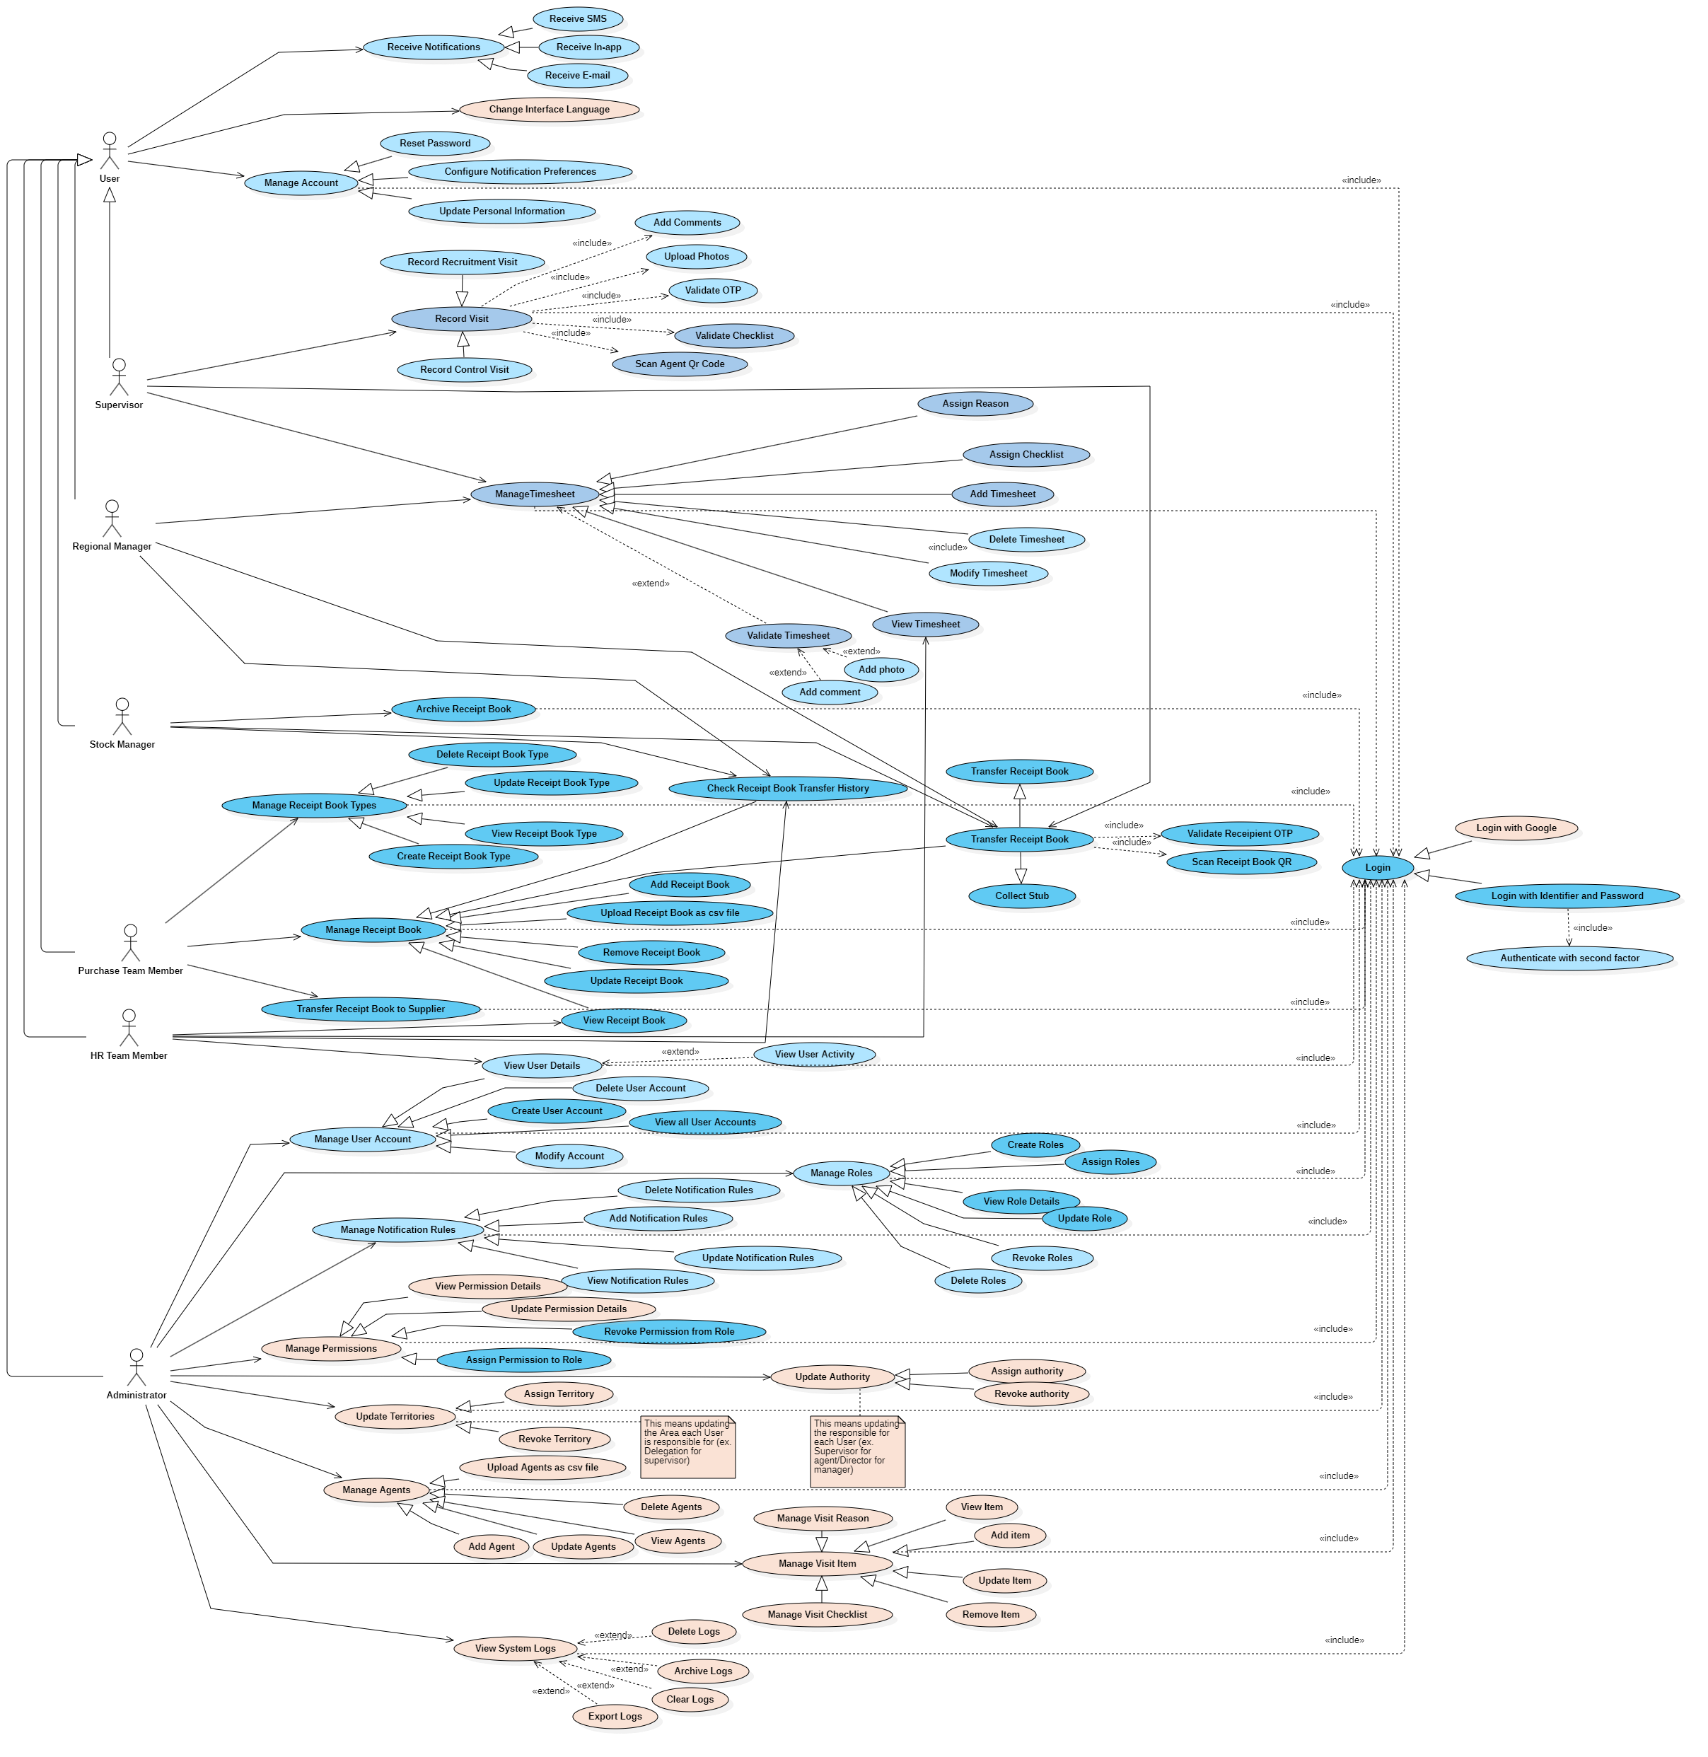 Receive SMS
Receive Notifications
Receive In-app
Receive E-mail
Change Interface Language
User
Reset Password
Manage Account
Configure Notification Preferences
«include»
Update Personal Information
Add Comments
«include»
Record Recruitment Visit
Upload Photos
«include»
Validate OTP
«include»
«include»
Record Visit
«include»
Validate Checklist
«include»
Scan Agent Qr Code
Record Control Visit
Supervisor
Assign Reason
Assign Checklist
ManageTimesheet
Add Timesheet
Regional Manager
Delete Timesheet
«include»
Modify Timesheet
«extend»
View Timesheet
Validate Timesheet
«extend»
Add photo
«extend»
Add comment
«include»
Archive Receipt Book
Stock Manager
Delete Receipt Book Type
Transfer Receipt Book
Update Receipt Book Type
Check Receipt Book Transfer History
«include»
Manage Receipt Book Types
View Receipt Book Type
Create Receipt Book Type
Transfer Receipt Book
«include»
Validate Receipient OTP
«include»
Scan Receipt Book QR
Login with Google
Login
Add Receipt Book
Collect Stub
Login with Identifier and Password
Upload Receipt Book as csv file
«include»
Manage Receipt Book
«include»
Remove Receipt Book
Authenticate with second factor
Purchase Team Member
Update Receipt Book
«include»
Transfer Receipt Book to Supplier
View Receipt Book
HR Team Member
«extend»
View User Activity
«include»
View User Details
Delete User Account
Create User Account
View all User Accounts
«include»
Manage User Account
Modify Account
Create Roles
Assign Roles
Manage Roles
«include»
Delete Notification Rules
View Role Details
Add Notification Rules
Update Role
«include»
Manage Notification Rules
Update Notification Rules
Revoke Roles
View Notification Rules
Delete Roles
View Permission Details
Update Permission Details
Revoke Permission from Role
«include»
Manage Permissions
Assign Permission to Role
Administrator
Update Authority
Assign authority
Revoke authority
«include»
Assign Territory
Update Territories
Revoke Territory
This means updating
the Area each User
is responsible for (ex.
Delegation for
supervisor)
This means updating
the responsible for
each User (ex.
Supervisor for
agent/Director for
manager)
Upload Agents as csv file
«include»
Manage Agents
Delete Agents
Add Agent
Update Agents
View Agents
Manage Visit Reason
View Item
Add item
«include»
Manage Visit Item
Update Item
Manage Visit Checklist
Remove Item
Delete Logs
«extend»
«include»
View System Logs
«extend»
Archive Logs
«extend»
«extend»
Clear Logs
Export Logs